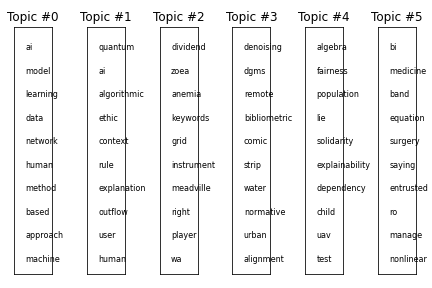 Topic #0 Topic #1 Topic #2 Topic #3 Topic #4 Topic #5
ai quantum dividend denoising algebra bi
model ai zoea dgms fairness medicine
learning algorithmic anemia remote population band
data ethic keywords bibliometric lie equation
network context grid comic solidarity surgery
human rule instrument strip explainability saying
method explanation meadville water dependency entrusted
based outflow right normative child ro
approach user player urban uav manage
machine human wa alignment test nonlinear